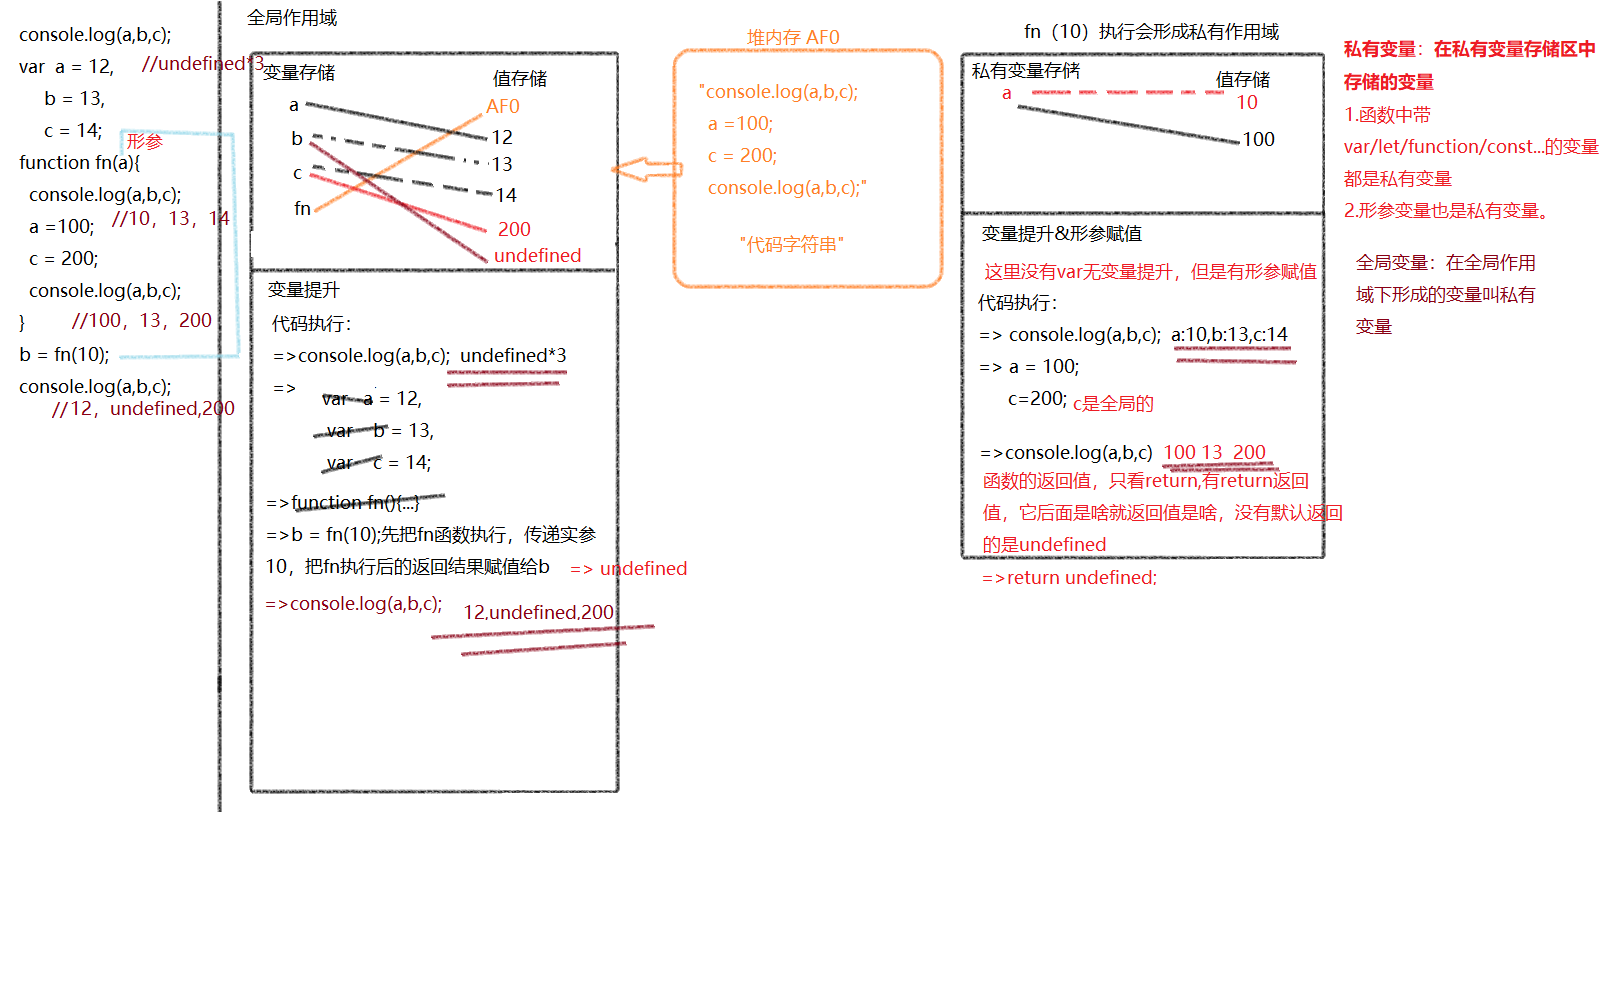 console.log(a,b,c);
var a = 12, //undefined*3
b = 13,
c = 14;
形参
function fn(a){
console.log(a,b,c);
a =100; //10，13，14
c = 200;
console.log(a,b,c);
} //100，13，200
b = fn(10);
console.log(a,b,c);
//12，undefined,200
全局作用域
变量存储
值存储
a
b
c
fn
AF0
12
13
14
200
undefined
变量提升
代码执行：
=>console.log(a,b,c); undefined*3
=>
var a = 12,
var b = 13,
var c = 14;
=>function fn(){...}
=>b = fn(10);先把fn函数执行，传递实参
10，把fn执行后的返回结果赋值给b => undefined
=>console.log(a,b,c); 12,undefined,200
堆内存 AF0
"console.log(a,b,c);
a =100;
c = 200;
console.log(a,b,c);"
"代码字符串"
fn（10）执行会形成私有作用域
私有变量存储
值存储
a
10
100
变量提升&形参赋值
这里没有var无变量提升，但是有形参赋值
代码执行：
=> console.log(a,b,c); a:10,b:13,c:14
=> a = 100;
c=200; c是全局的
=>console.log(a,b,c) 100 13 200
函数的返回值，只看return,有return返回
值，它后面是啥就返回值是啥，没有默认返回
的是undefined
=>return undefined;
私有变量：在私有变量存储区中
存储的变量
1.函数中带
var/let/function/const...的变量
都是私有变量
2.形参变量也是私有变量。
全局变量：在全局作用
域下形成的变量叫私有
变量